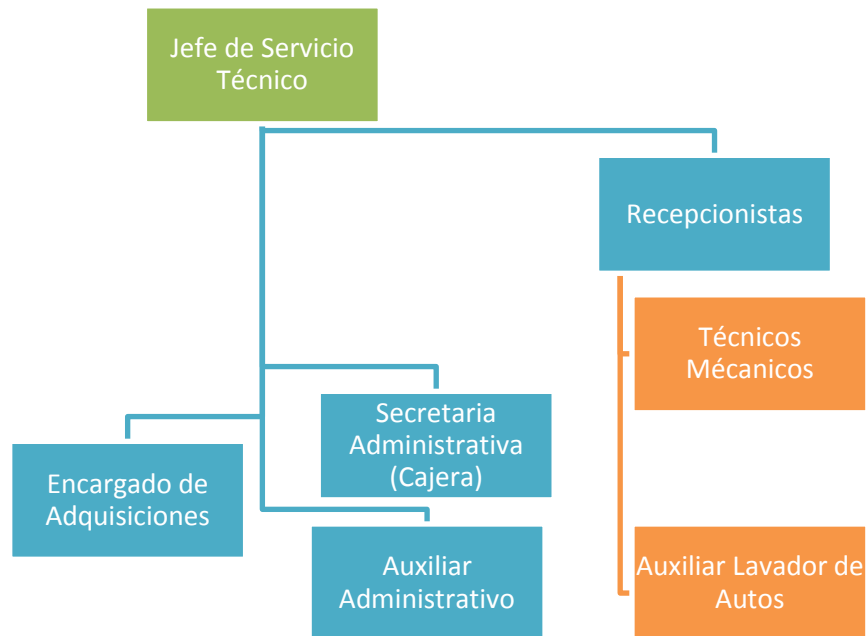 Jefe de Servicio
Técnico
Recepcionistas
Técnicos
Mécanicos
Secretaria
Administrativa
(Cajera)
Encargado de
Adquisiciones
Auxiliar
Administrativo
Auxiliar Lavador de
Autos